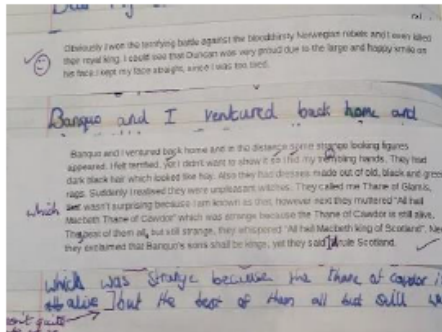 Obviously I won the terrifying battle against the bloodthirsty Norwegian rebels and I even killed
their royal king. I could see that Duncan was very proud due to the large and happy smile on
his face. I kept my face straight, since I was too tired.
Banquo and I ventured back home and
Banquo and I ventured back home and in the distance some strange looking figures
appeared. I felt terrified, yet I didn't want to show it so I hid my trembling hands. They had
dark black hair which looked like hay. Also they had dresses made out of old, black and green
rags. Suddenly I realised they were unpleasant witches. They called me Thane of Glamis,
which wasn't surprising because I am known as that, however next they muttered "All hail
Macbeth Thane of Cawdor" which was strange because the Thane of Cawdor is still alive.
The best of them all, but still strange, they whispered "All hail Macbeth king of Scotland".
they exclaimed that Banquo's sons shall be kings, yet they said rule Scotland.
which was strange because the thane of cawdor
alive but the best of them all but still
quite